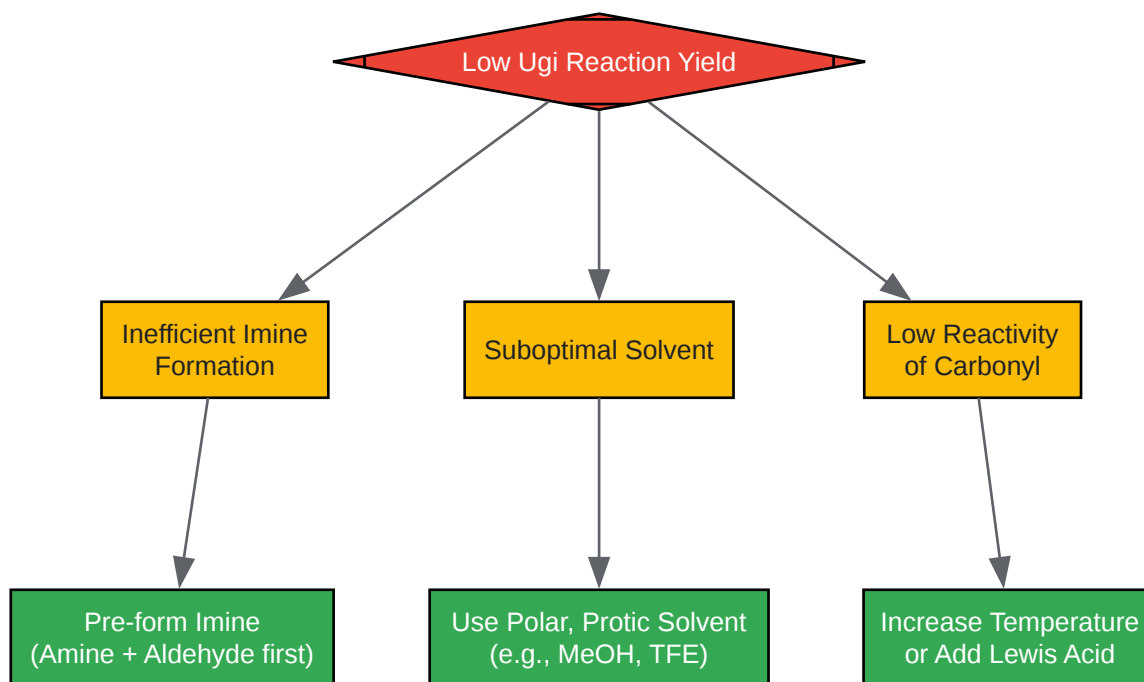 Low Ugi Reaction Yield
Inefficient Imine
Formation
Suboptimal Solvent
Low Reactivity
of Carbonyl
Pre-form Imine
(Amine + Aldehyde first)
Use Polar, Protic Solvent
(e.g., MeOH, TFE)
Increase Temperature
or Add Lewis Acid